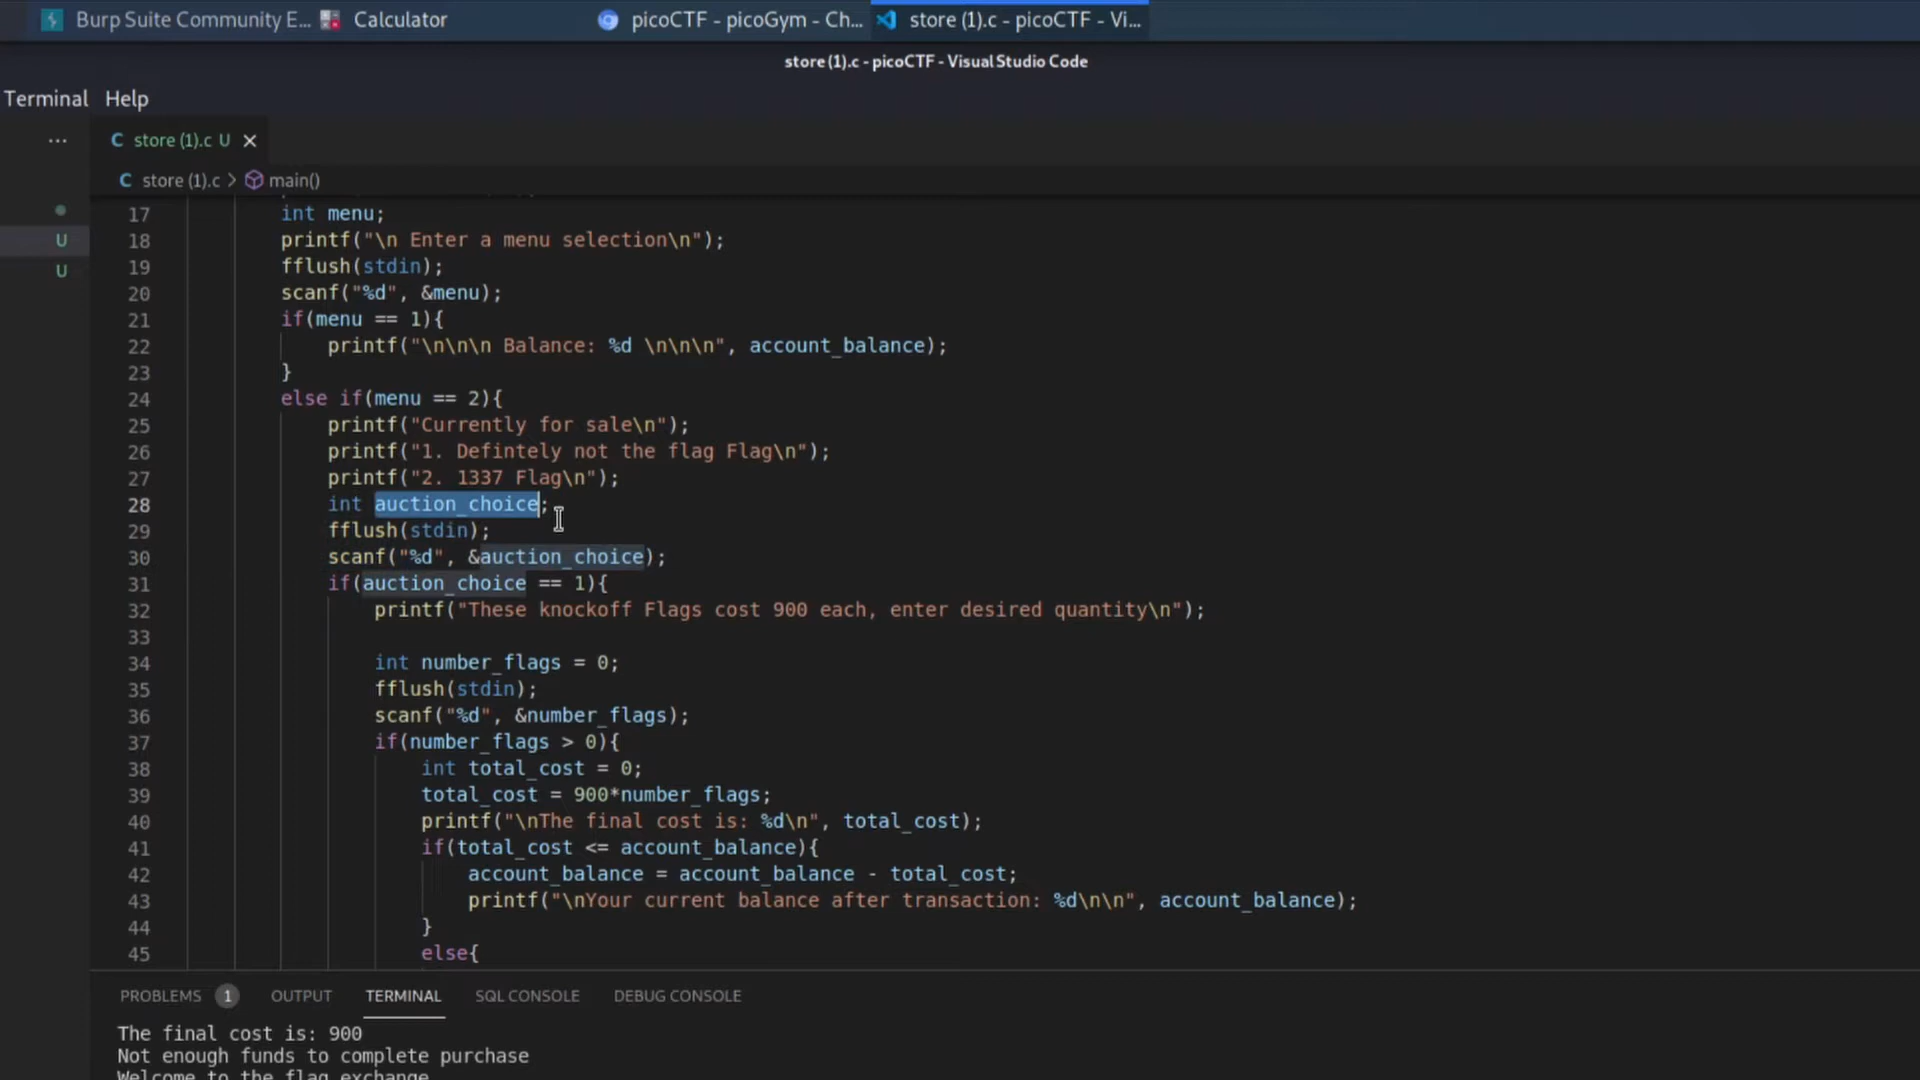 Burp Suite Community E... Calculator picoCTF - picoGym - Ch... store (1).c - picoCTF - Vi...
store (1).c - picoCTF - Visual Studio Code
Terminal Help
... C store (1).c U ×
C store (1).c > main()
17 int menu;
U 18 printf("\n Enter a menu selection\n");
U 19 fflush(stdin);
20 scanf("%d", &menu);
21 if(menu == 1){
22 printf("\n\n\n Balance: %d \n\n\n", account_balance);
23 }
24 else if(menu == 2){
25 printf("Currently for sale\n");
26 printf("1. Defintely not the flag Flag\n");
27 printf("2. 1337 Flag\n");
28 int auction_choice;
29 fflush(stdin);
30 scanf("%d", &auction_choice);
31 if(auction_choice == 1){
32 printf("These knockoff Flags cost 900 each, enter desired quantity\n");
33
34 int number_flags = 0;
35 fflush(stdin);
36 scanf("%d", &number_flags);
37 if(number_flags > 0){
38 int total_cost = 0;
39 total_cost = 900*number_flags;
40 printf("\nThe final cost is: %d\n", total_cost);
41 if(total_cost <= account_balance){
42 account_balance = account_balance - total_cost;
43 printf("\nYour current balance after transaction: %d\n\n", account_balance);
44 }
45 else{
PROBLEMS 1 OUTPUT TERMINAL SQL CONSOLE DEBUG CONSOLE
The final cost is: 900
Not enough funds to complete purchase
Welcome to the flag exchange